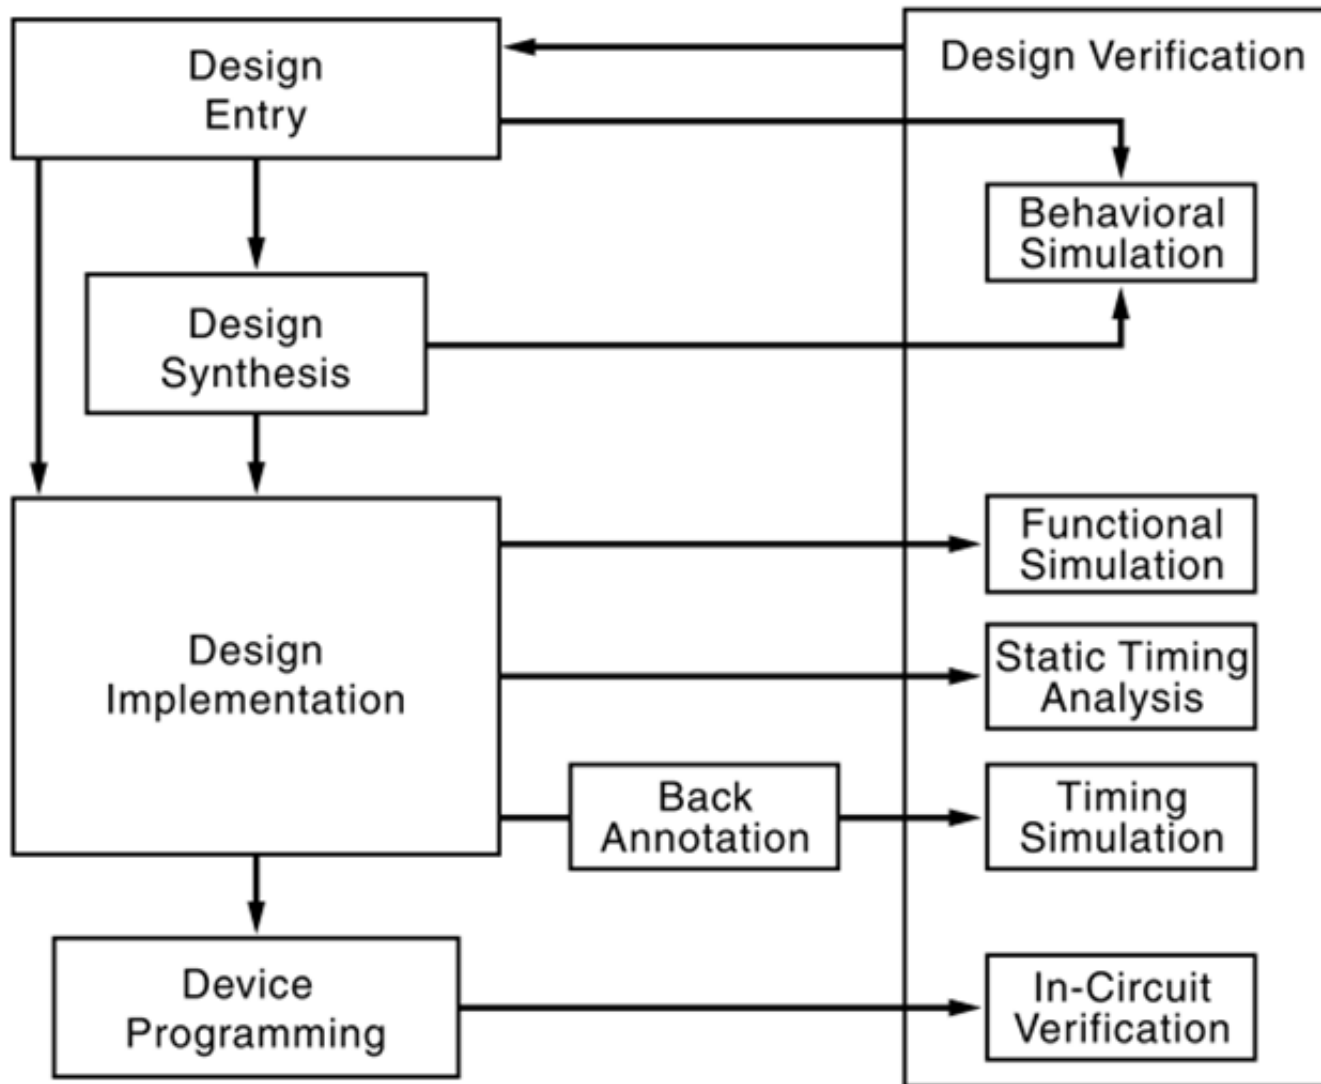 Design
Entry
Design Verification
Behavioral
Simulation
Design
Synthesis
Functional
Simulation
Design
Implementation
Static Timing
Analysis
Back
Annotation
Timing
Simulation
Device
Programming
In-Circuit
Verification